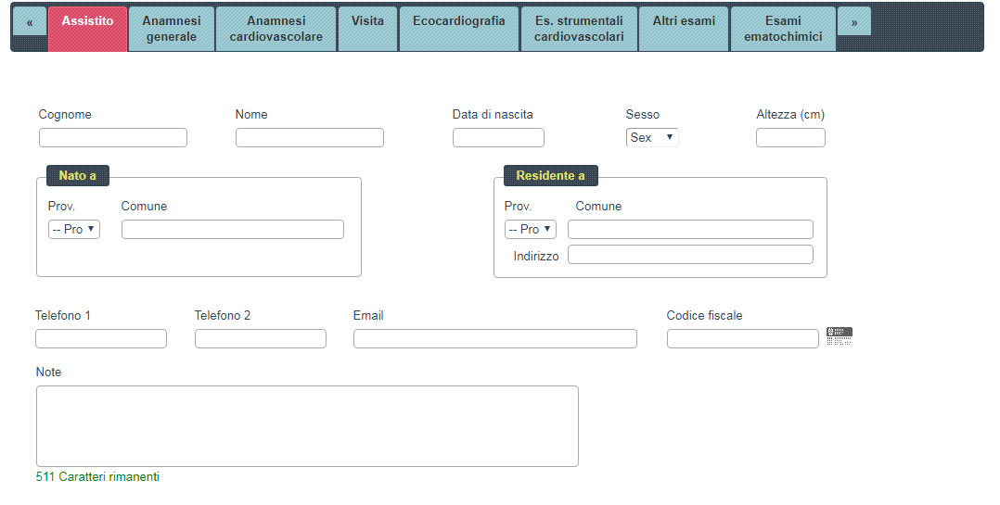 « Assistito Anamnesi generale Anamnesi cardiovascolare Visita Ecocardiografia Es. strumentali cardiovascolari Altri esami Esami ematochimici »
Cognome Nome Data di nascita Sesso Altezza (cm)
Sex
Nato a Residente a
Prov. Comune Prov. Comune
-- Pro -- Pro
Indirizzo
Telefono 1 Telefono 2 Email Codice fiscale
Note
511 Caratteri rimanenti